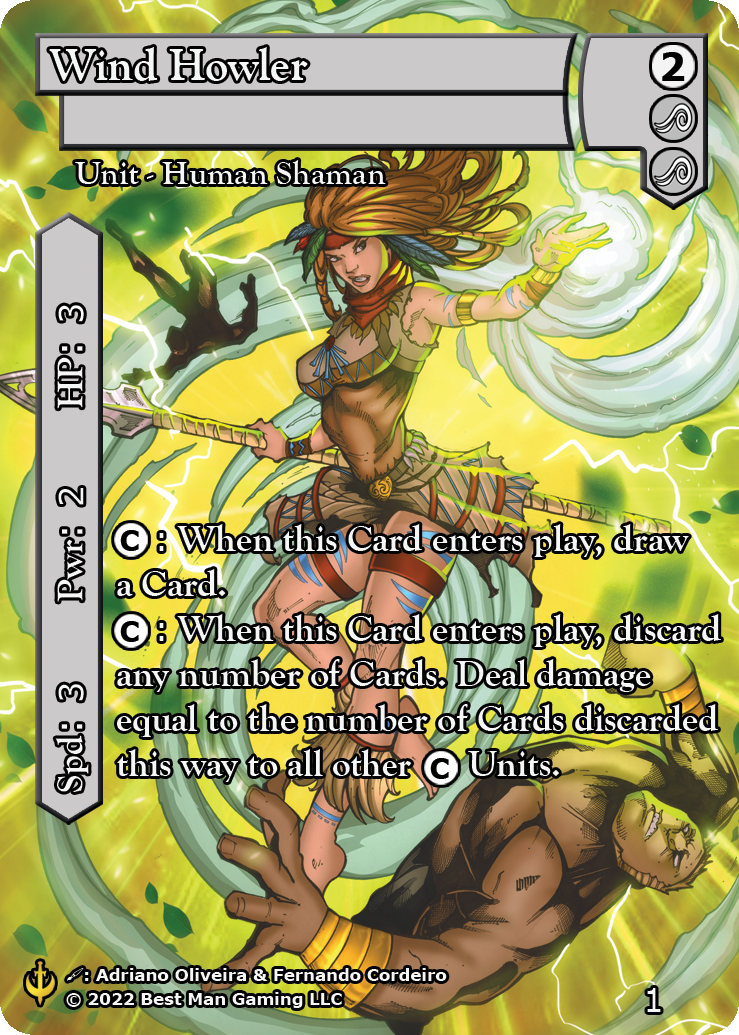 Wind Howler
2
Unit - Human Shaman
HP: 3
Pwr: 2
Spd: 3
C: When this Card enters play, draw
a Card.
C: When this Card enters play, discard
any number of Cards. Deal damage
equal to the number of Cards discarded
this way to all other C Units.
: Adriano Oliveira & Fernando Cordeiro
© 2022 Best Man Gaming LLC
1